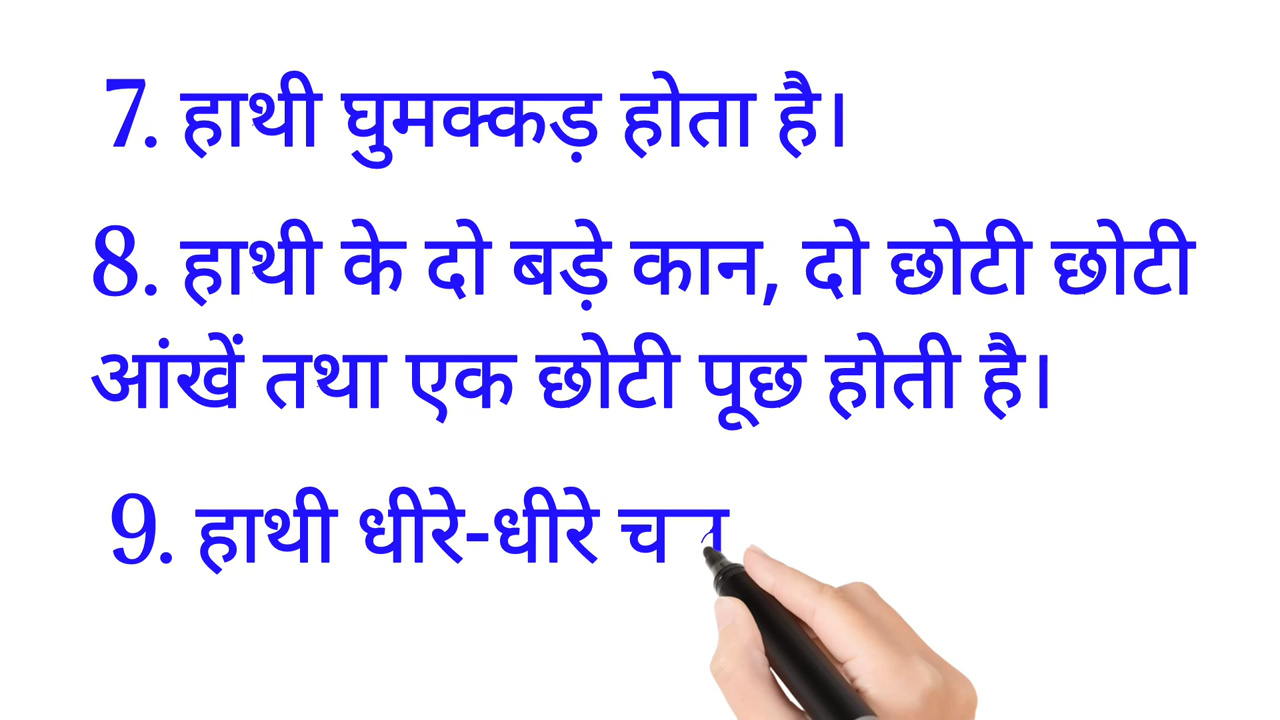 7. हाथी घुमक्कड़ होता है।
8. हाथी के दो बड़े कान, दो छोटी छोटी
आंखें तथा एक छोटी पूछ होती है।
9. हाथी धीरे-धीरे